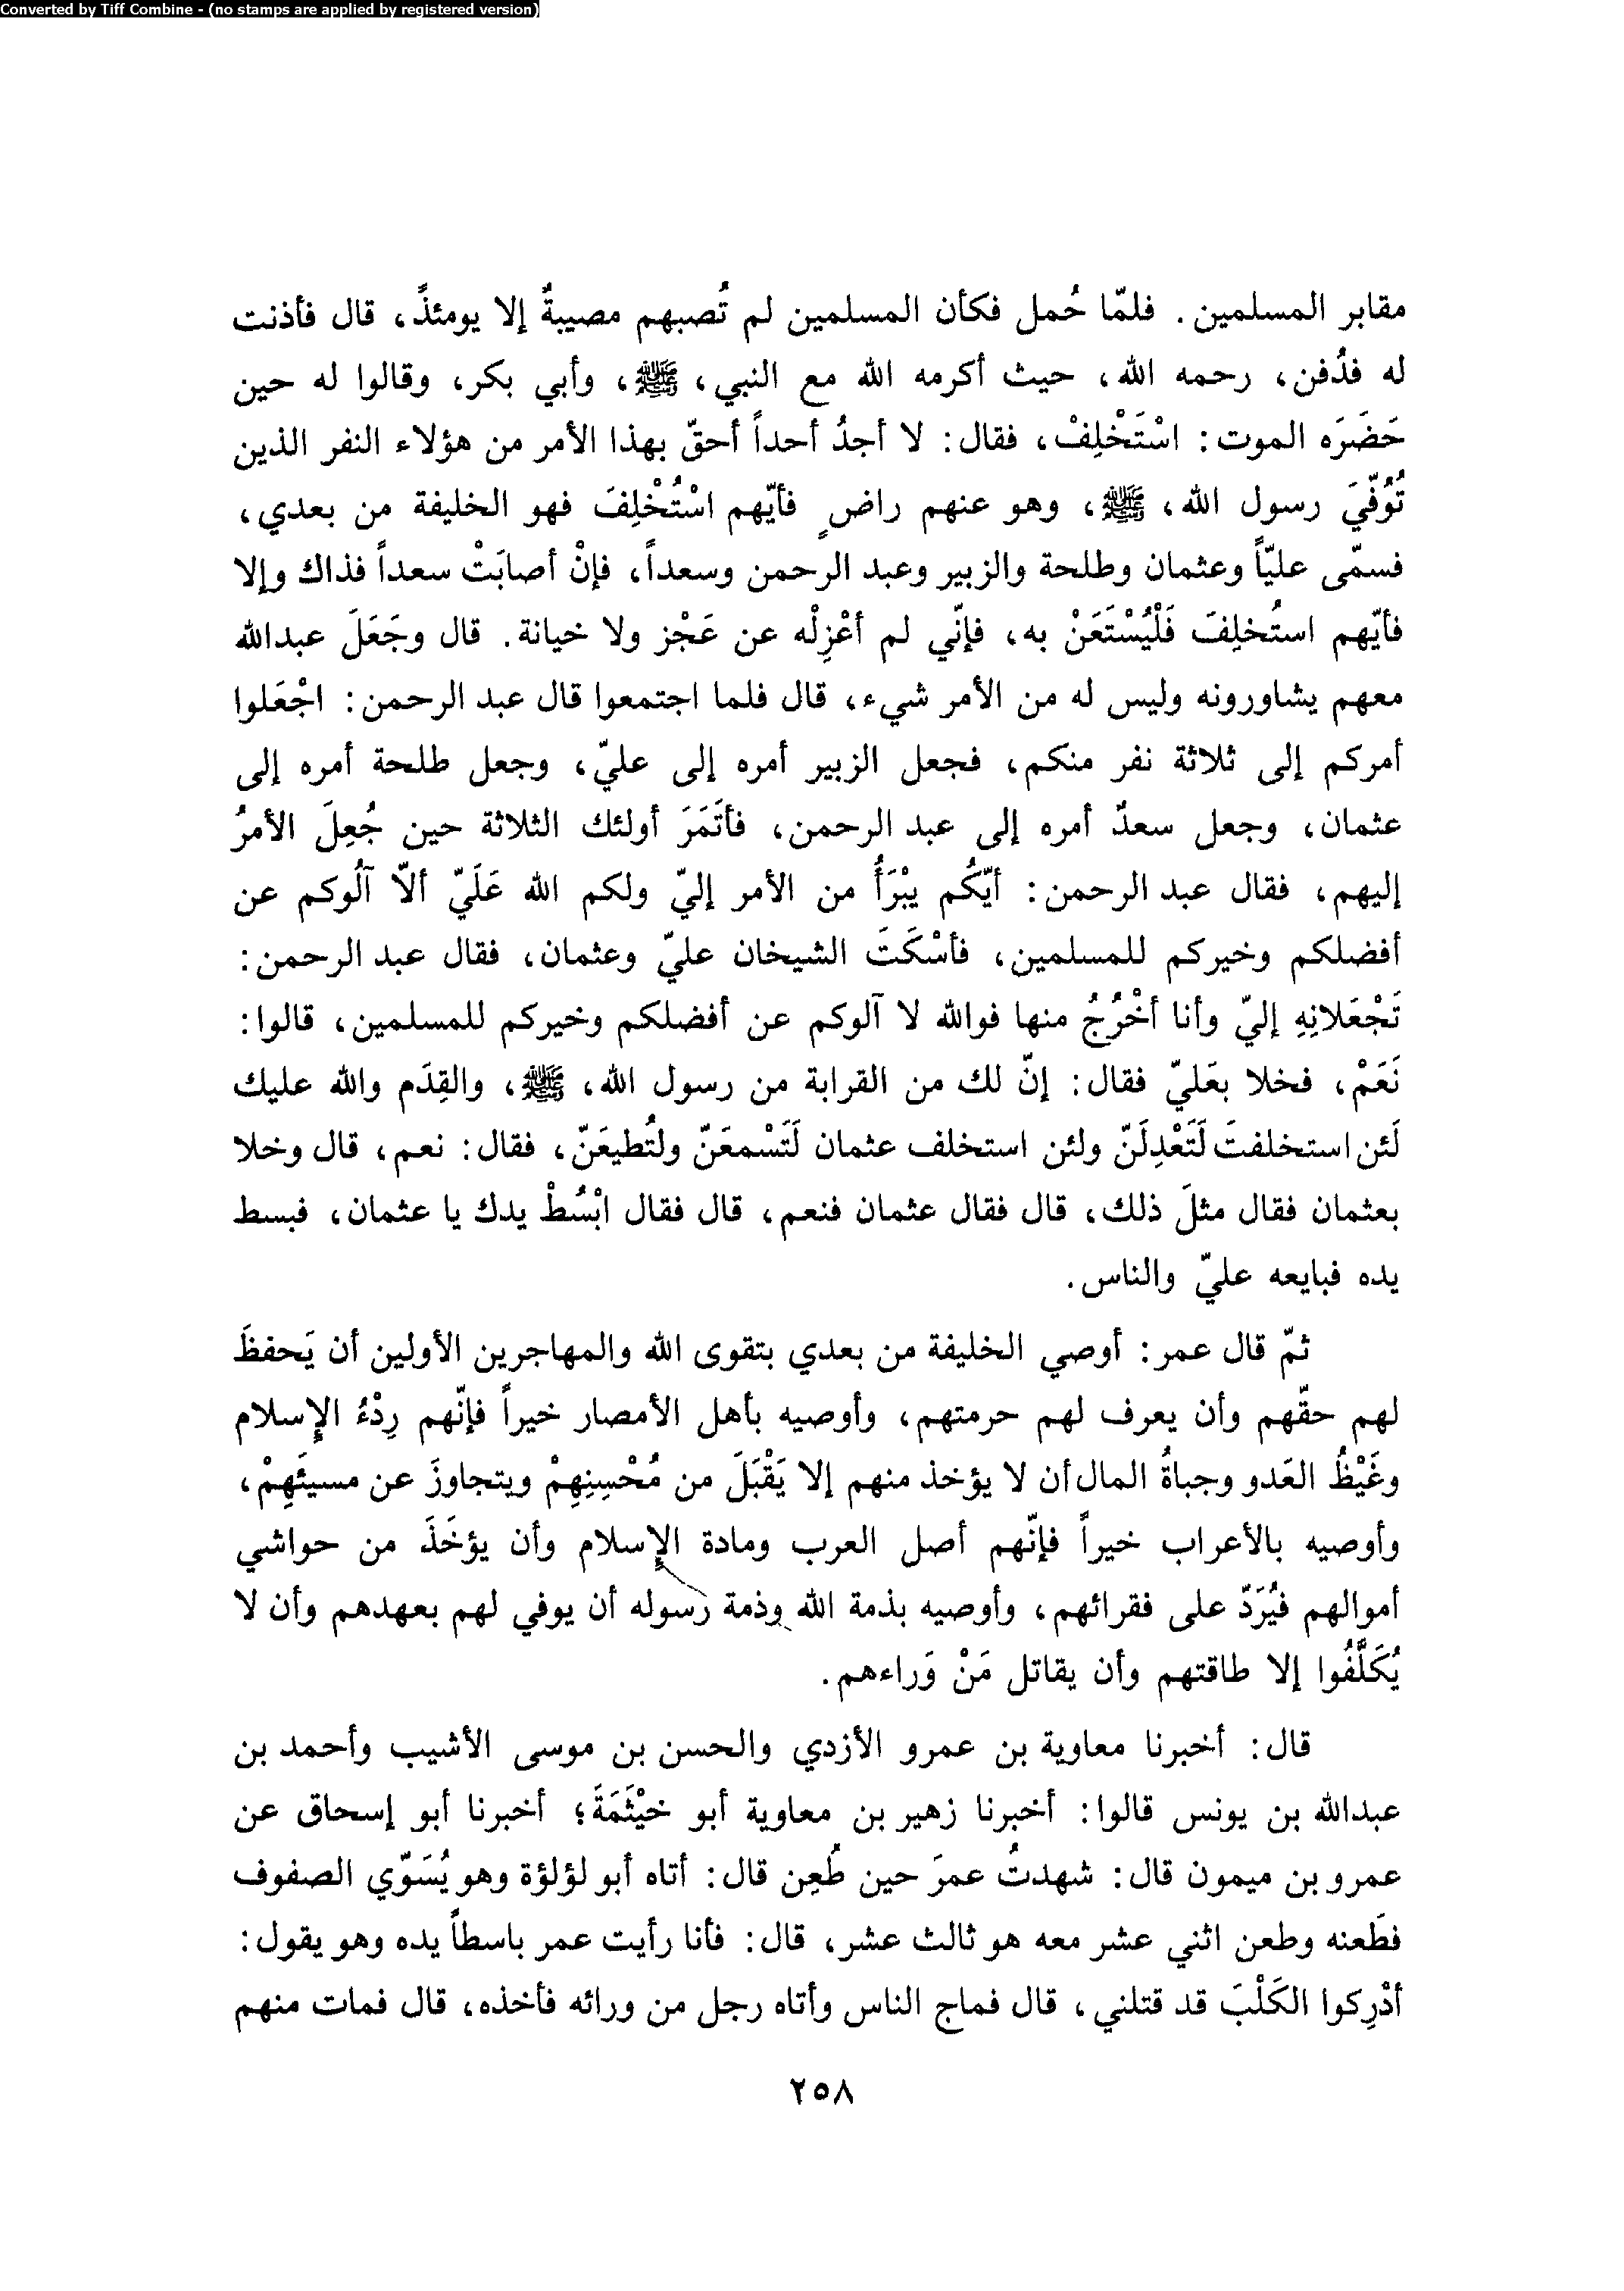 Converted by Tiff Combine - (no stamps are applied by registered version)
مقابر المسلمين. فلمّا حُمل فكأن المسلمين لم تُصبهم مصيبةٌ إلا يومئذً، قال فأذنت
له فدُفن، رحمه الله، حيث أكرمه الله مع النبي، ﷺ، وأبي بكر، وقالوا له حين
حَضَرَه الموت: اسْتَخْلِفْ، فقال: لا أجدُ أحداً أحقّ بهذا الأمر من هؤلاء النفر الذين
تُوُفّيَ رسول الله، ﷺ، وهو عنهم راضٍ فأيّهم اسْتُخْلِفَ فهو الخليفة من بعدي،
فسمّى عليّاً وعثمان وطلحة والزبير وعبد الرحمن وسعداً، فإنْ أصابَتْ سعداً فذاك وإلا
فأيّهم استُخلِفَ فَلْيُسْتَعَنْ به، فإنّي لم أعْزِلْه عن عَجْز ولا خيانة. قال وجَعَلَ عبدالله
معهم يشاورونه وليس له من الأمر شيء، قال فلما اجتمعوا قال عبد الرحمن: اجْعَلوا
أمركم إلى ثلاثة نفر منكم، فجعل الزبير أمره إلى عليّ، وجعل طلحة أمره إلى
عثمان، وجعل سعدٌ أمره إلى عبد الرحمن، فأتَمَرَ أولئك الثلاثة حين جُعِلَ الأمرُ
إليهم، فقال عبد الرحمن: أيّكُم يبْرَأُ من الأمر إليّ ولكم الله عَلَيّ ألاّ آلُوكم عن
أفضلكم وخيركم للمسلمين، فأسْكَتَ الشيخان عليّ وعثمان، فقال عبد الرحمن:
تَجْعَلانِهِ إليّ وأنا أخْرُجُ منها فوالله لا آلوكم عن أفضلكم وخيركم للمسلمين، قالوا:
نَعَمْ، فخلا بعَليّ فقال: إنّ لك من القرابة من رسول الله، ﷺ، والقِدَم والله عليك
لَئن استخلفتَ لَتَعْدِلَنّ ولئن استخلف عثمان لَتَسْمعَنّ ولتُطيعَنّ، فقال: نعم، قال وخلا
بعثمان فقال مثلَ ذلك، قال فقال عثمان فنعم، قال فقال ابْسُطْ يدك يا عثمان، فبسط
يده فبايعه عليّ والناس.
ثمّ قال عمر: أوصي الخليفة من بعدي بتقوى الله والمهاجرين الأولين أن يَحفظَ
لهم حقّهم وأن يعرف لهم حرمتهم، وأوصيه بأهل الأمصار خيراً فإنّهم رِدْءُ الإسلام
وغَيْظُ العَدو وجباةُ المال أن لا يؤخذ منهم إلا يَقْبَلَ من مُحْسِنِهِمْ ويتجاوزَ عن مسيئَهِمْ،
وأوصيه بالأعراب خيراً فإنّهم أصل العرب ومادة الإسلام وأن يؤخَذَ من حواشي
أموالهم فيُرَدّ على فقرائهم، وأوصيه بذمة الله وذمة رسوله أن يوفي لهم بعهدهم وأن لا
يُكَلَّفُوا إلا طاقتهم وأن يقاتل مَنْ وَراءهم.
قال: أخبرنا معاوية بن عمرو الأزدي والحسن بن موسى الأشيب وأحمد بن
عبدالله بن يونس قالوا: أخبرنا زهير بن معاوية أبو خيْثَمَةَ؛ أخبرنا أبو إسحاق عن
عمرو بن ميمون قال: شهدتُ عمرَ حين طُعِن قال: أتاه أبو لؤلؤة وهو يُسَوّي الصفوف
فطَعنه وطعن اثني عشر معه هو ثالث عشر، قال: فأنا رأيت عمر باسطاً يده وهو يقول:
أدْرِكوا الكَلْبَ قد قتلني، قال فماج الناس وأتاه رجل من ورائه فأخذه، قال فمات منهم
٢٥٨